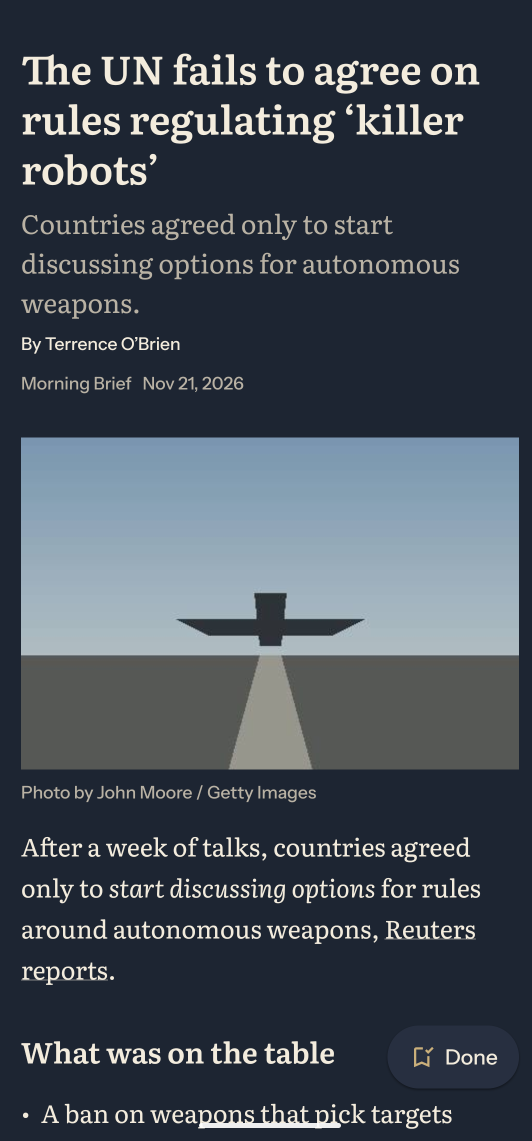 The UN fails to agree on
rules regulating ‘killer
robots’
Countries agreed only to start
discussing options for autonomous
weapons.
By Terrence O’Brien
Morning Brief Nov 21, 2026
Photo by John Moore / Getty Images
After a week of talks, countries agreed
only to start discussing options for rules
around autonomous weapons, Reuters
reports.
What was on the table
Done
• A ban on weapons that pick targets